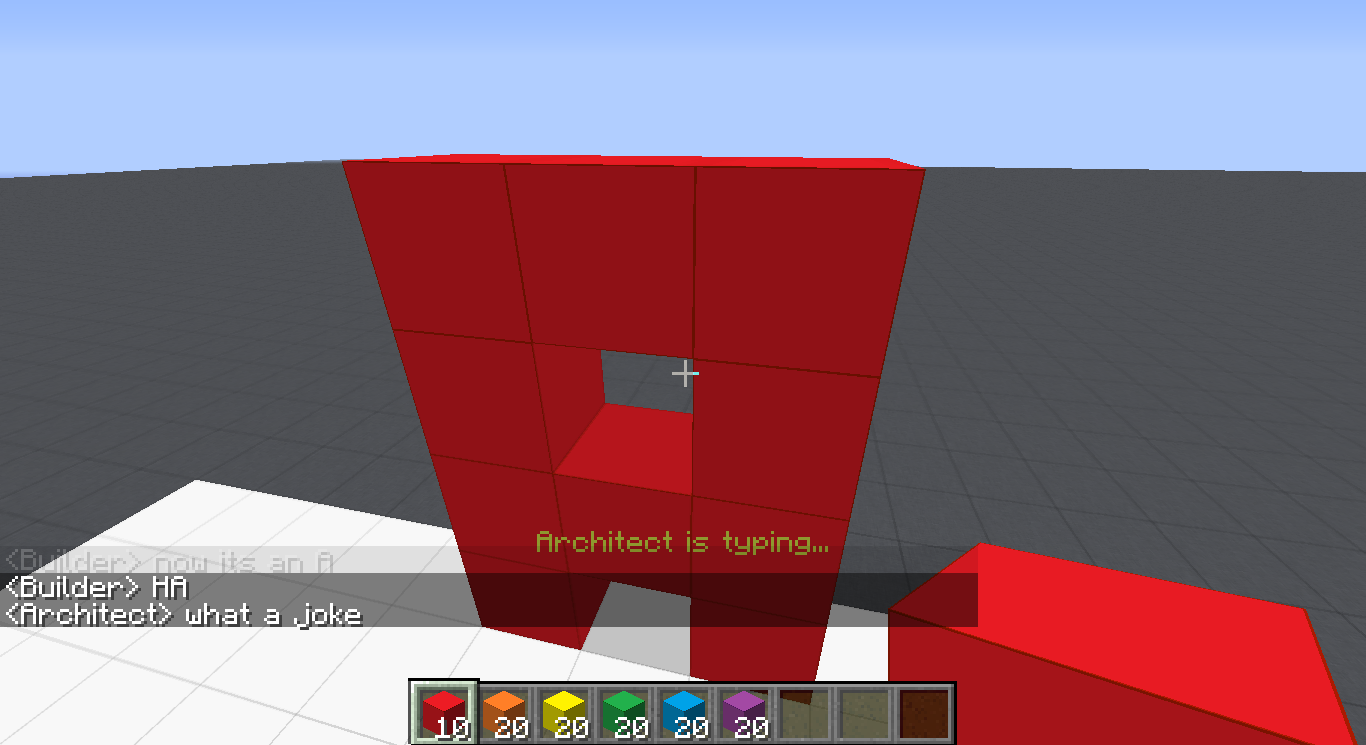 Architect is typing...
<Builder> now its an A
<Builder> HA
<Architect> what a joke
10 20 20 20 20 20